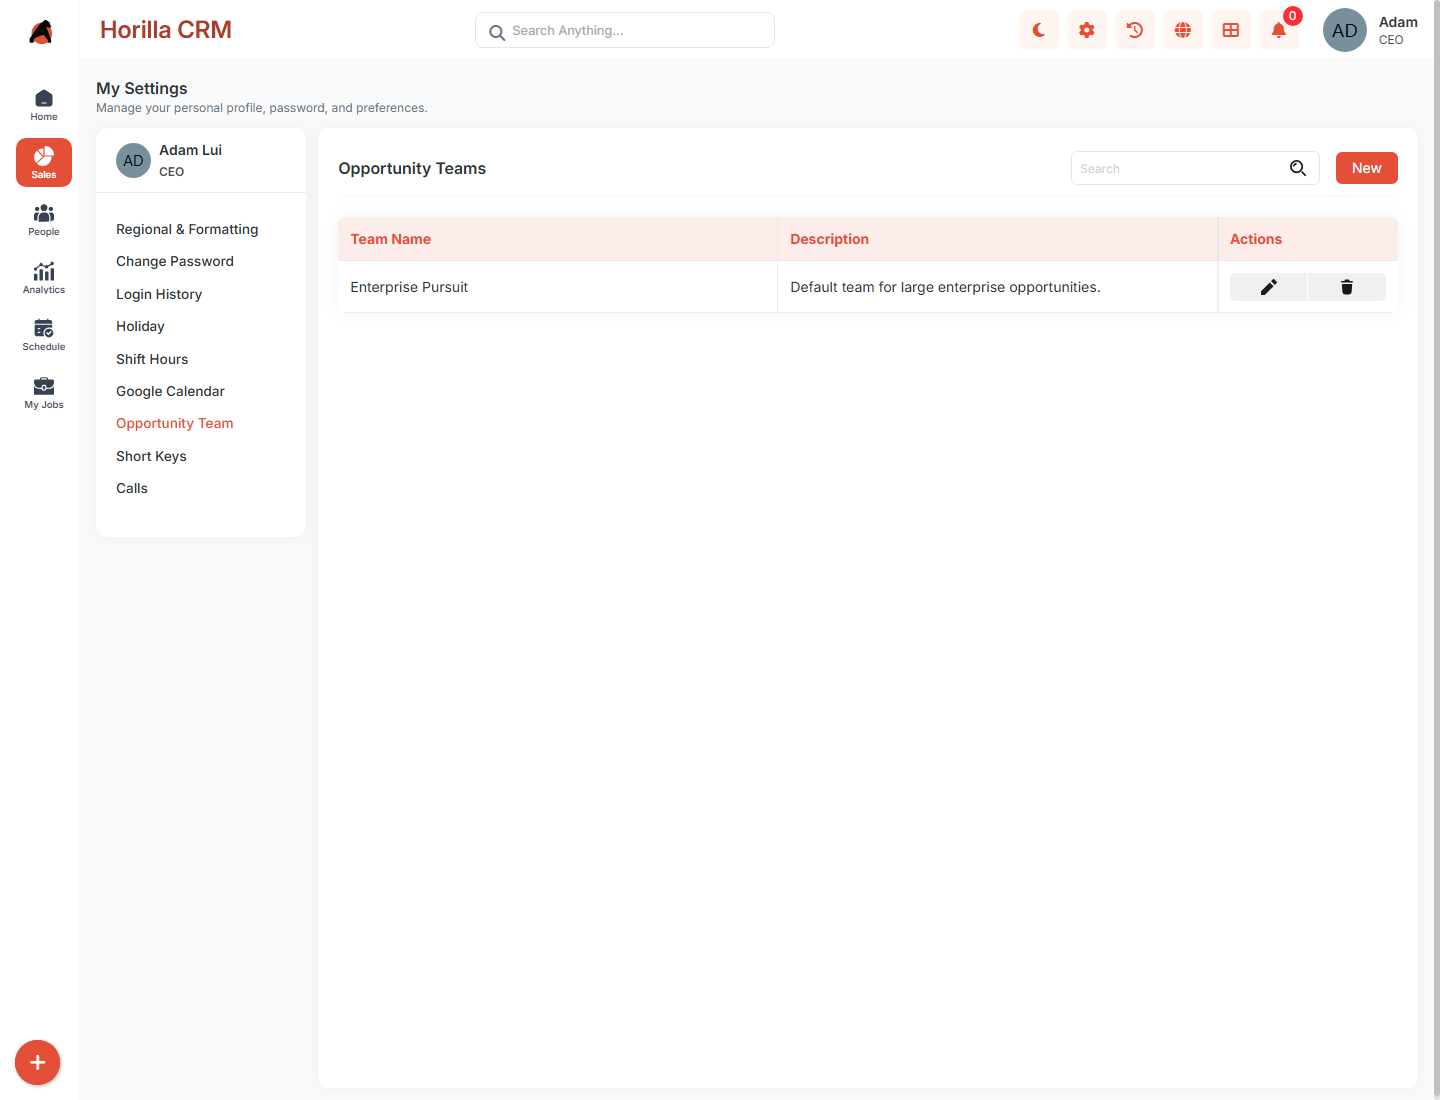 Horilla CRM
Search Anything...
0
AD
Adam
CEO
Home
Sales
People
Analytics
Schedule
My Jobs
My Settings
Manage your personal profile, password, and preferences.
AD
Adam Lui
CEO
Regional & Formatting
Change Password
Login History
Holiday
Shift Hours
Google Calendar
Opportunity Team
Short Keys
Calls
Opportunity Teams
Search
New
Team Name
Description
Actions
Enterprise Pursuit
Default team for large enterprise opportunities.